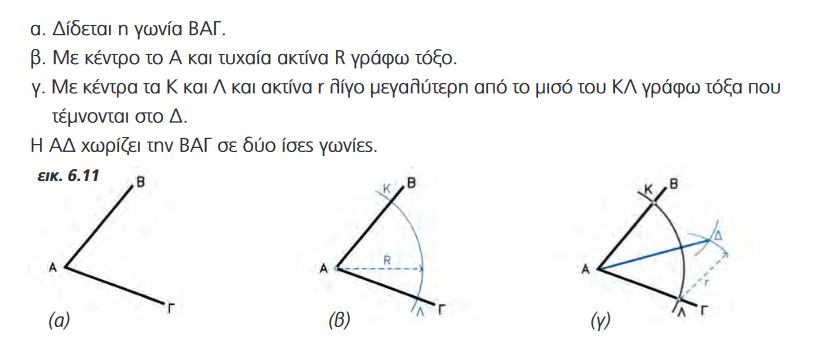 α. Δίδεται η γωνία ΒΑΓ.
β. Με κέντρο το Α και τυχαία ακτίνα R γράφω τόξο.
γ. Με κέντρα τα Κ και Λ και ακτίνα r λίγο μεγαλύτερη από το μισό του ΚΛ γράφω τόξα που
τέμνονται στο Δ.
Η ΑΔ χωρίζει την ΒΑΓ σε δύο ίσες γωνίες.
εικ. 6.11
Β
Α
Γ
(α)
Κ
Β
R
Α
Λ
Γ
(β)
Κ
Β
Δ
Α
r
Λ
Γ
(γ)